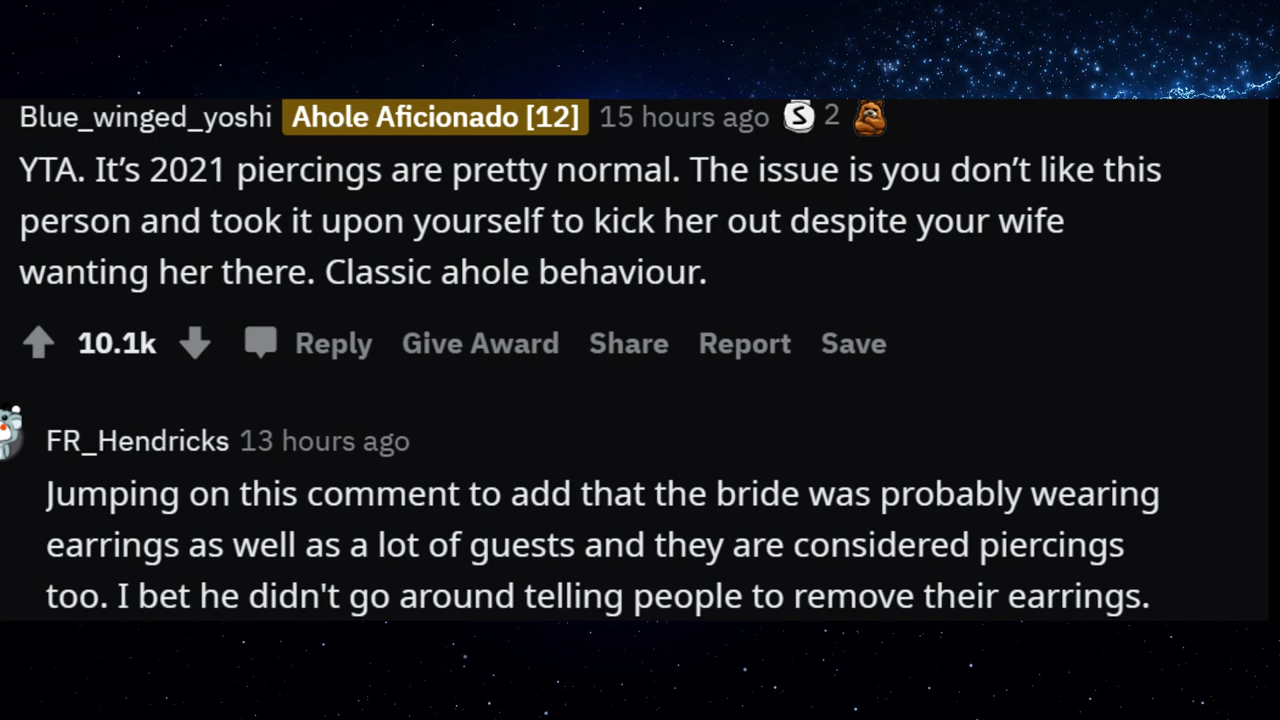 Blue_winged_yoshi Ahole Aficionado [12] 15 hours ago S 2
YTA. It’s 2021 piercings are pretty normal. The issue is you don’t like this
person and took it upon yourself to kick her out despite your wife
wanting her there. Classic ahole behaviour.
10.1k Reply Give Award Share Report Save
FR_Hendricks 13 hours ago
Jumping on this comment to add that the bride was probably wearing
earrings as well as a lot of guests and they are considered piercings
too. I bet he didn't go around telling people to remove their earrings.